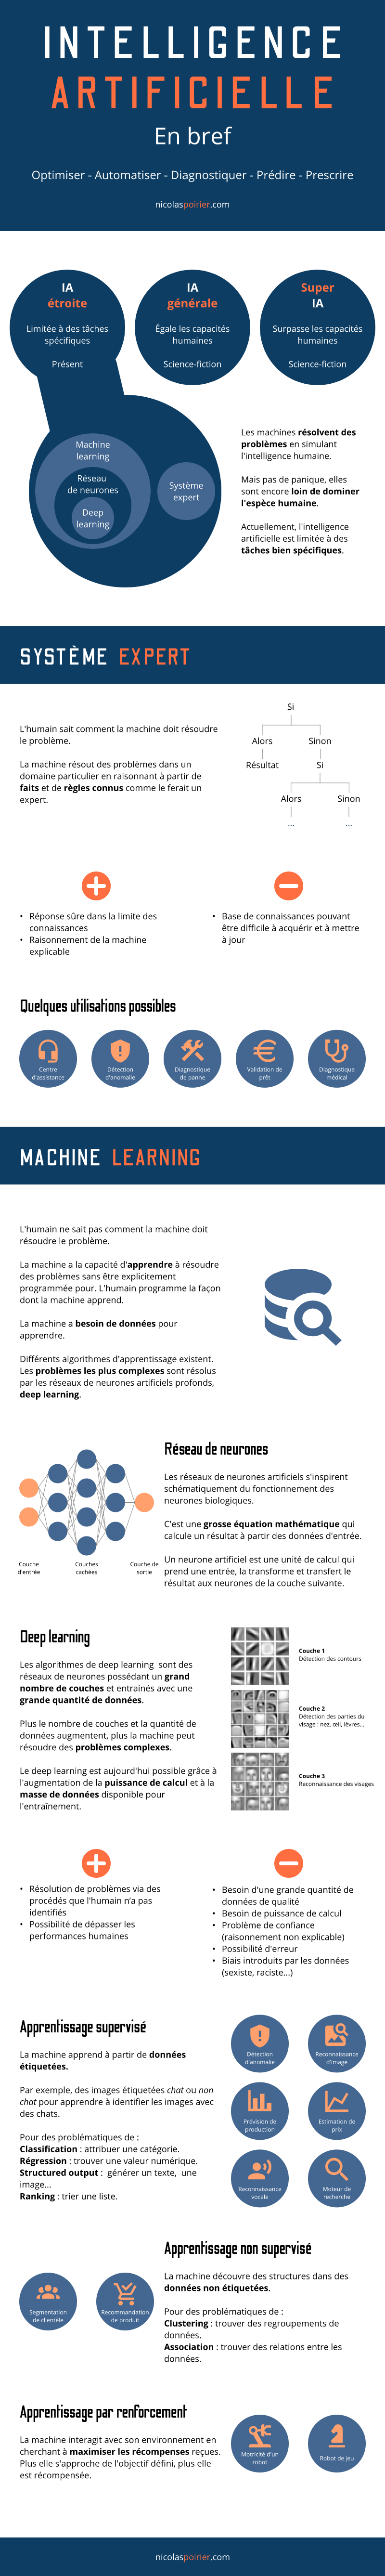 INTELLIGENCE
ARTIFICIELLE
En bref
Optimiser - Automatiser - Diagnostiquer - Prédire - Prescrire
nicolaspoirier.com
IA
étroite
Limitée à des tâches
spécifiques
Présent
IA
générale
Égale les capacités
humaines
Science-fiction
Super
IA
Surpasse les capacités
humaines
Science-fiction
Machine
learning
Réseau
de neurones
Deep
learning
Système
expert
Les machines résolvent des
problèmes en simulant
l'intelligence humaine.
Mais pas de panique, elles
sont encore loin de dominer
l'espèce humaine.
Actuellement, l'intelligence
artificielle est limitée à des
tâches bien spécifiques.
SYSTÈME EXPERT
L'humain sait comment la machine doit résoudre
le problème.
La machine résout des problèmes dans un
domaine particulier en raisonnant à partir de
faits et de règles connus comme le ferait un
expert.
Si
Alors Sinon
Résultat Si
Alors Sinon
... ...
• Réponse sûre dans la limite des
connaissances
• Raisonnement de la machine
explicable
• Base de connaissances pouvant
être difficile à acquérir et à mettre
à jour
Quelques utilisations possibles
Centre
d'assistance
Détection
d'anomalie
Diagnostique
de panne
Validation de
prêt
Diagnostique
médical
MACHINE LEARNING
L'humain ne sait pas comment la machine doit
résoudre le problème.
La machine a la capacité d'apprendre à résoudre
des problèmes sans être explicitement
programmée pour. L'humain programme la façon
dont la machine apprend.
La machine a besoin de données pour
apprendre.
Différents algorithmes d'apprentissage existent.
Les problèmes les plus complexes sont résolus
par les réseaux de neurones artificiels profonds,
deep learning.
Couche
d'entrée
Couches
cachées
Couche de
sortie
Réseau de neurones
Les réseaux de neurones artificiels s'inspirent
schématiquement du fonctionnement des
neurones biologiques.
C'est une grosse équation mathématique qui
calcule un résultat à partir des données d'entrée.
Un neurone artificiel est une unité de calcul qui
prend une entrée, la transforme et transfert le
résultat aux neurones de la couche suivante.
Deep learning
Les algorithmes de deep learning sont des
réseaux de neurones possédant un grand
nombre de couches et entrainés avec une
grande quantité de données.
Plus le nombre de couches et la quantité de
données augmentent, plus la machine peut
résoudre des problèmes complexes.
Le deep learning est aujourd'hui possible grâce à
l'augmentation de la puissance de calcul et à la
masse de données disponible pour
l'entraînement.
Couche 1
Détection des contours
Couche 2
Détection des parties du
visage : nez, œil, lèvres...
Couche 3
Reconnaissance des visages
• Résolution de problèmes via des
procédés que l'humain n'a pas
identifiés
• Possibilité de dépasser les
performances humaines
• Besoin d'une grande quantité de
données de qualité
• Besoin de puissance de calcul
• Problème de confiance
(raisonnement non explicable)
• Possibilité d'erreur
• Biais introduits par les données
(sexiste, raciste...)
Apprentissage supervisé
La machine apprend à partir de données
étiquetées.
Par exemple, des images étiquetées chat ou non
chat pour apprendre à identifier les images avec
des chats.
Pour des problématiques de :
Classification : attribuer une catégorie.
Régression : trouver une valeur numérique.
Structured output : générer un texte, une
image...
Ranking : trier une liste.
Détection
d'anomalie
Reconnaissance
d'image
Prévision de
production
Estimation de
prix
Reconnaissance
vocale
Moteur de
recherche
Apprentissage non supervisé
La machine découvre des structures dans des
données non étiquetées.
Pour des problématiques de :
Clustering : trouver des regroupements de
données.
Association : trouver des relations entre les
données.
Segmentation
de clientèle
Recommandation
de produit
Apprentissage par renforcement
La machine interagit avec son environnement en
cherchant à maximiser les récompenses reçues.
Plus elle s'approche de l'objectif défini, plus elle
est récompensée.
Motricité d'un
robot
Robot de jeu
nicolaspoirier.com